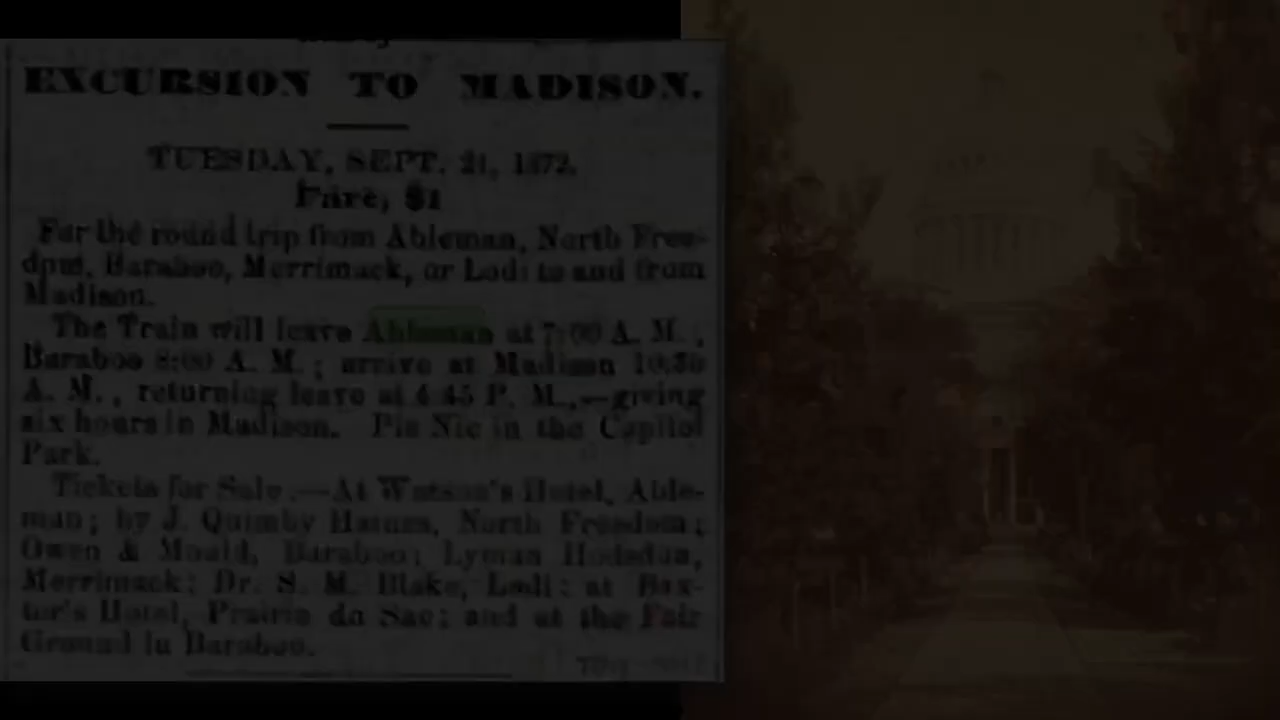 EXCURSION TO MADISON.
TUESDAY, SEPT. 21, 1872.
Fare, $1
For the round trip from Ableman, North Free-
dom, Baraboo, Merrimack, or Lodi to and from
Madison.
The Train will leave Ableman at 7:00 A. M.,
Baraboo 8:00 A. M.; arrive at Madison 10:30
A. M., returning leave at 4:45 P. M.,—giving
six hours in Madison. Pic Nic in the Capitol
Park.
Tickets for Sale.—At Watson's Hotel, Able-
man; by J. Quimby Haines, North Freedom;
Owen & Mould, Baraboo; Lyman Hodsdon,
Merrimack; Dr. S. M. Blake, Lodi; at Bax-
ter's Hotel, Prairie du Sac; and at the Fair
Ground in Baraboo.